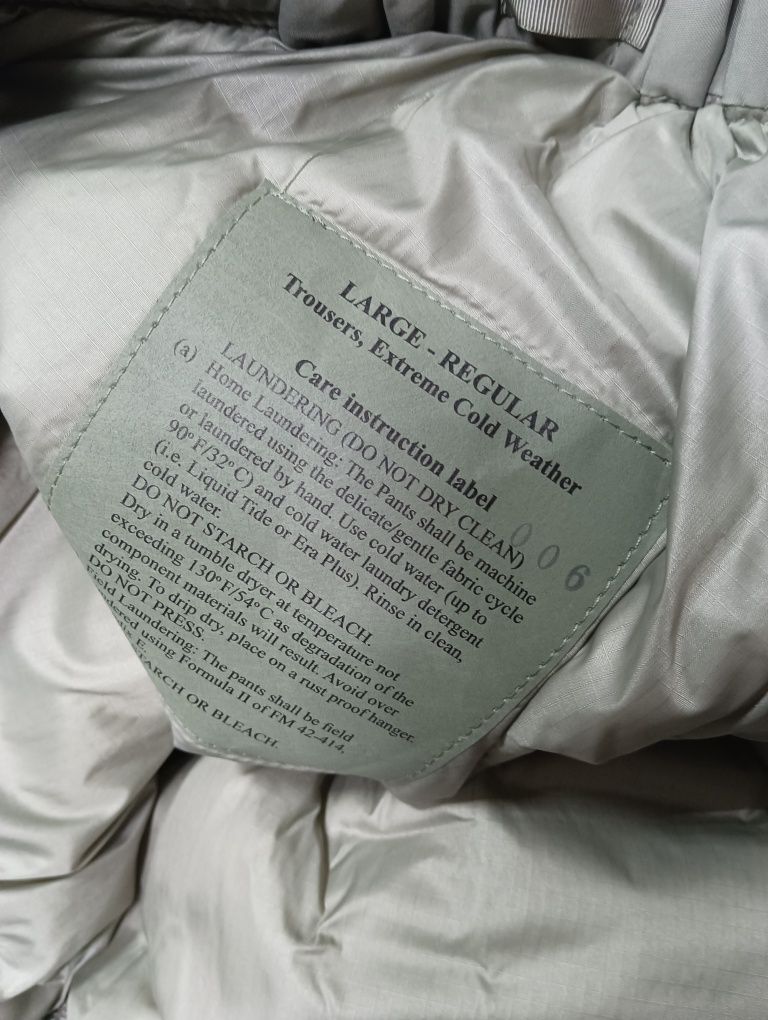 LARGE - REGULAR
Trousers, Extreme Cold Weather
Care instruction label
LAUNDERING (DO NOT DRY CLEAN)
(a) Home Laundering: The Pants shall be machine
laundered using the delicate/gentle fabric cycle
or laundered by hand. Use cold water (up to
90°F/32°C) and cold water laundry detergent
(i.e. Liquid Tide or Era Plus). Rinse in clean,
cold water.
DO NOT STARCH OR BLEACH.
Dry in a tumble dryer at temperature not
exceeding 130°F/54°C as degradation of the
component materials will result. Avoid over
drying. To drip dry, place on a rust proof hanger.
DO NOT PRESS.
Laundering: The pants shall be field
using Formula II of FM 42-414,
STARCH OR BLEACH.
006